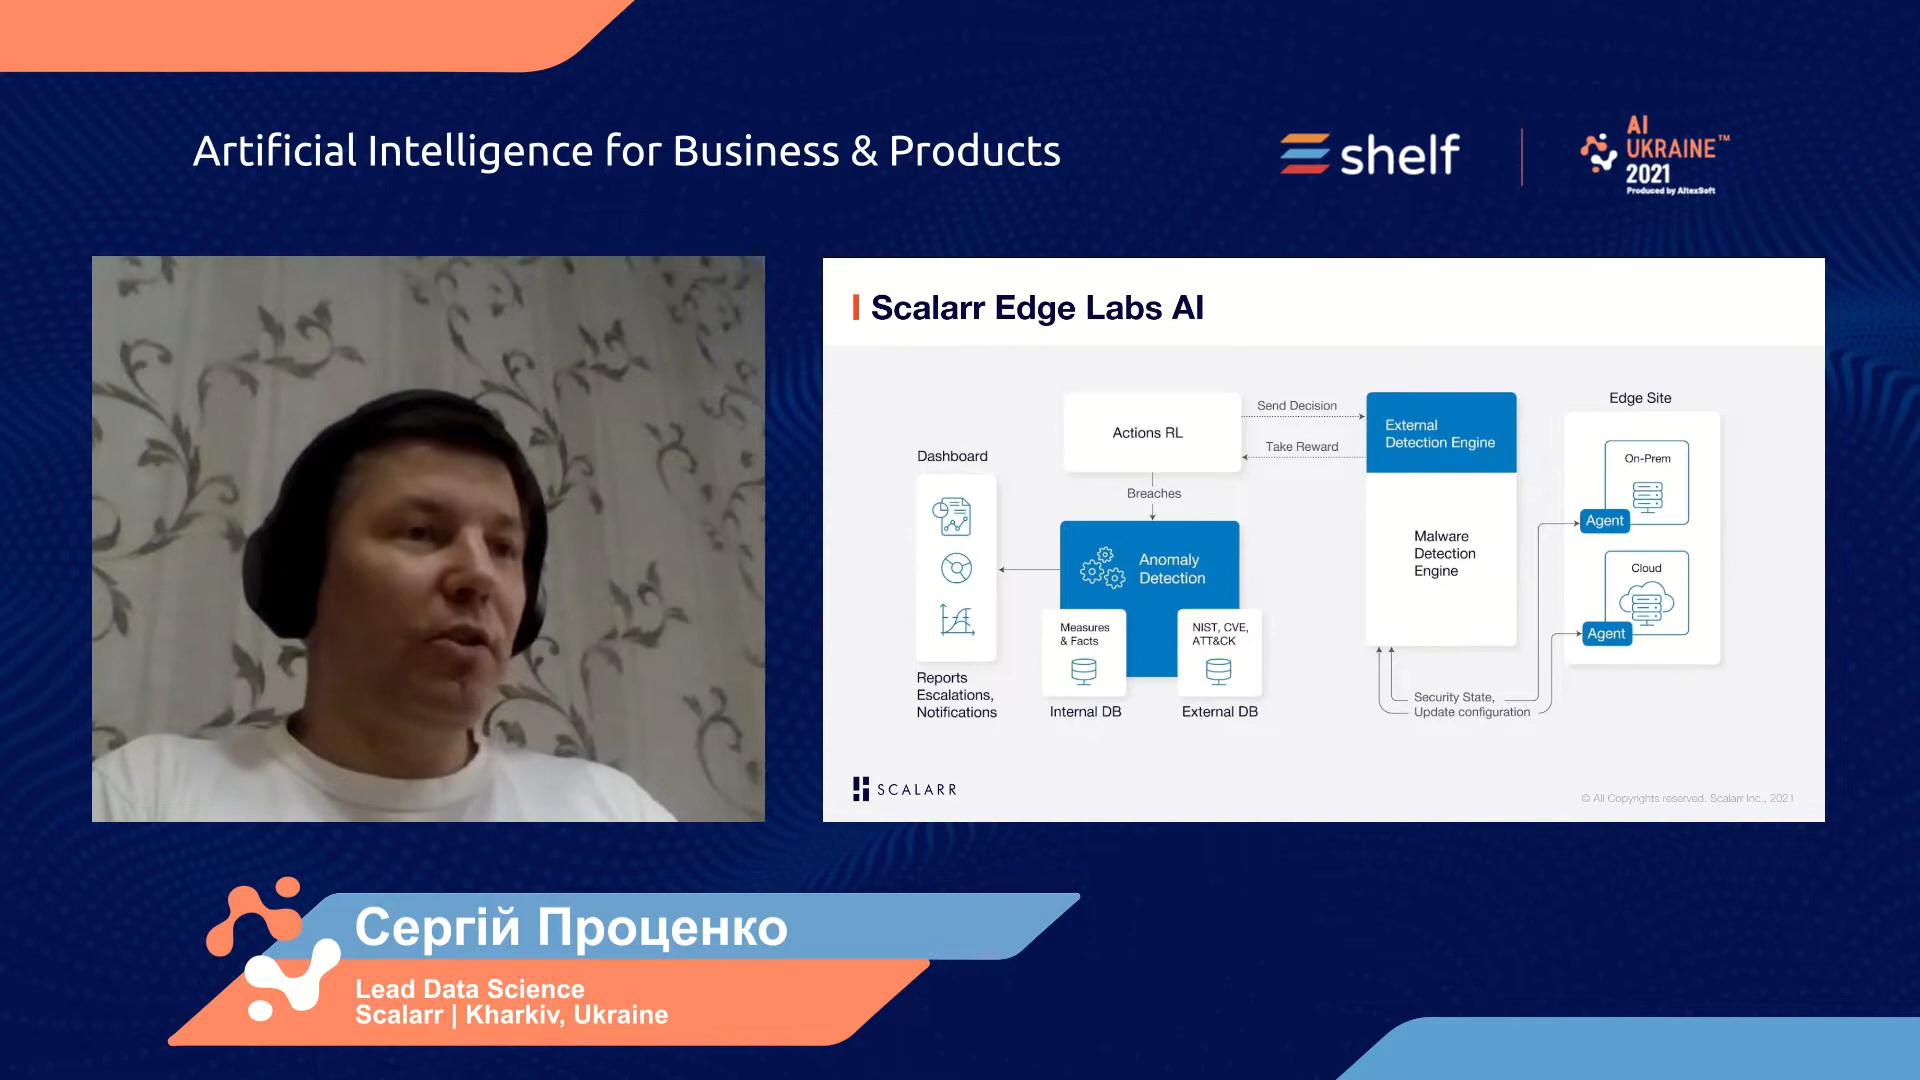 Artificial Intelligence for Business & Products
shelf
AI
UKRAINE™
2021
Produced by AltexSoft
Scalarr Edge Labs AI
Dashboard
Reports
Escalations,
Notifications
Actions RL
Send Decision
Take Reward
Breaches
Anomaly
Detection
Measures
& Facts
Internal DB
NIST, CVE,
ATT&CK
External DB
External
Detection Engine
Malware
Detection
Engine
Security State,
Update configuration
Edge Site
On-Prem
Agent
Cloud
Agent
SCALARR
© All Copyrights reserved. Scalarr Inc., 2021
Сергій Проценко
Lead Data Science
Scalarr | Kharkiv, Ukraine